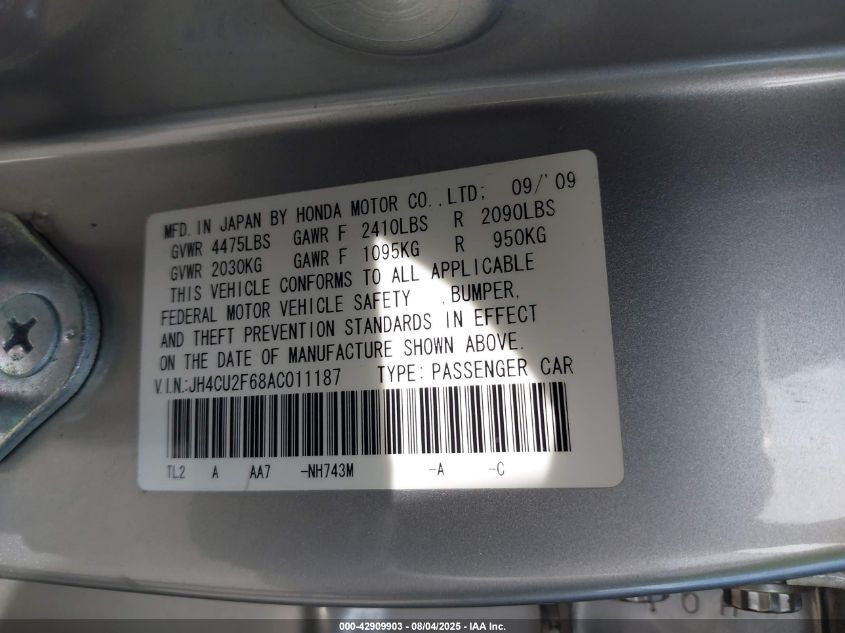 MFD. IN JAPAN BY HONDA MOTOR CO.,LTD; 09/'09
GVWR 4475LBS GAWR F 2410LBS R 2090LBS
GVWR 2030KG GAWR F 1095KG R 950KG
THIS VEHICLE CONFORMS TO ALL APPLICABLE
FEDERAL MOTOR VEHICLE SAFETY ,BUMPER,
AND THEFT PREVENTION STANDARDS IN EFFECT
ON THE DATE OF MANUFACTURE SHOWN ABOVE.
V.I.N.:JH4CU2F68AC011187 TYPE: PASSENGER CAR
TL2 A AA7 -NH743M -A -C
000-42909903 - 08/04/2025 - IAA Inc.